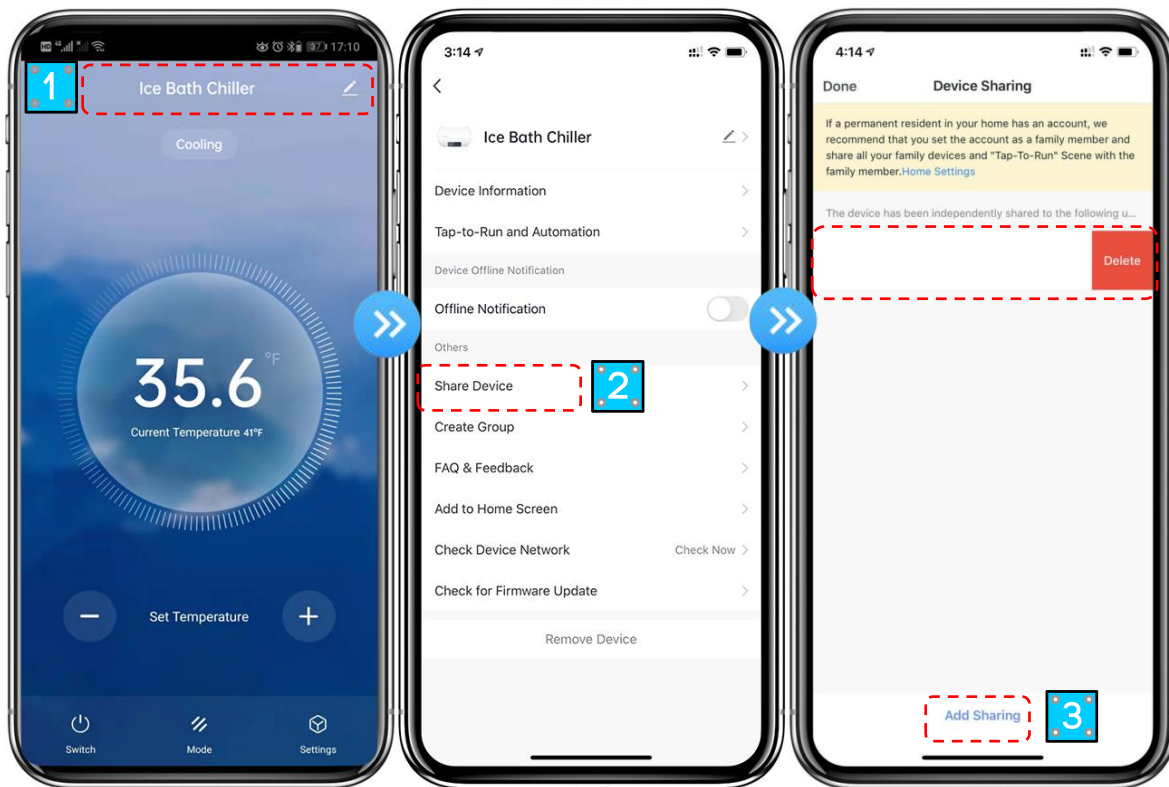 HD 4G 37 17:10
1
Ice Bath Chiller
Cooling
35.6 °F
Current Temperature 41°F
Set Temperature
Switch
Mode
Settings
3:14
Ice Bath Chiller
Device Information
Tap-to-Run and Automation
Device Offline Notification
Offline Notification
Others
Share Device
2
Create Group
FAQ & Feedback
Add to Home Screen
Check Device Network Check Now
Check for Firmware Update
Remove Device
4:14
Done Device Sharing
If a permanent resident in your home has an account, we
recommend that you set the account as a family member and
share all your family devices and "Tap-To-Run" Scene with the
family member.Home Settings
The device has been independently shared to the following u...
Delete
Add Sharing
3